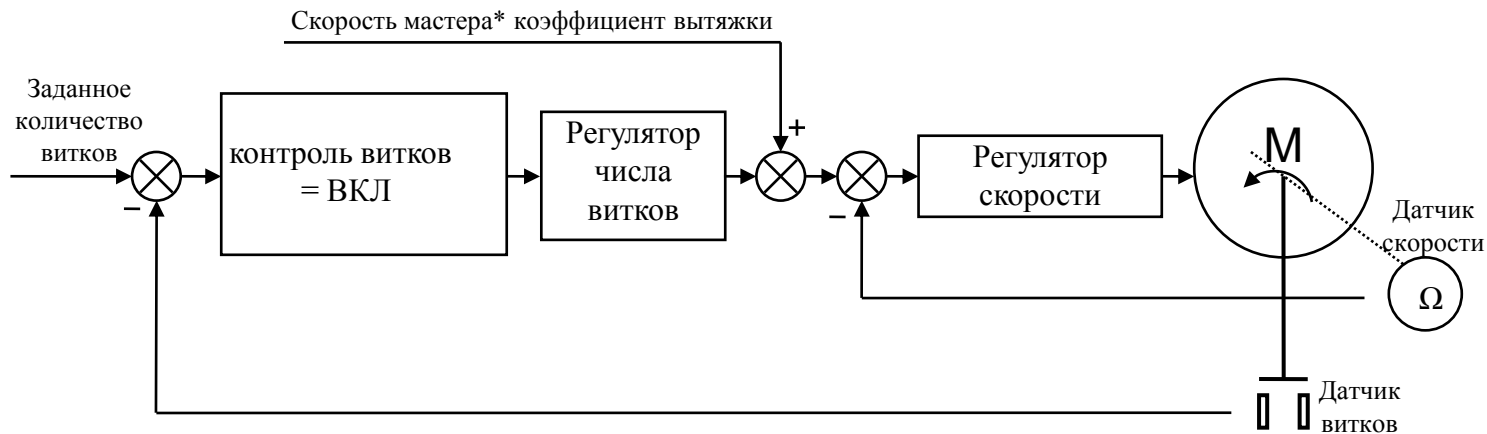 Скорость мастера* коэффициент вытяжки
Заданное
количество
витков
контроль витков
= ВКЛ
Регулятор
числа
витков
+
−
−
Регулятор
скорости
М
Датчик
скорости
Ω
Датчик
витков